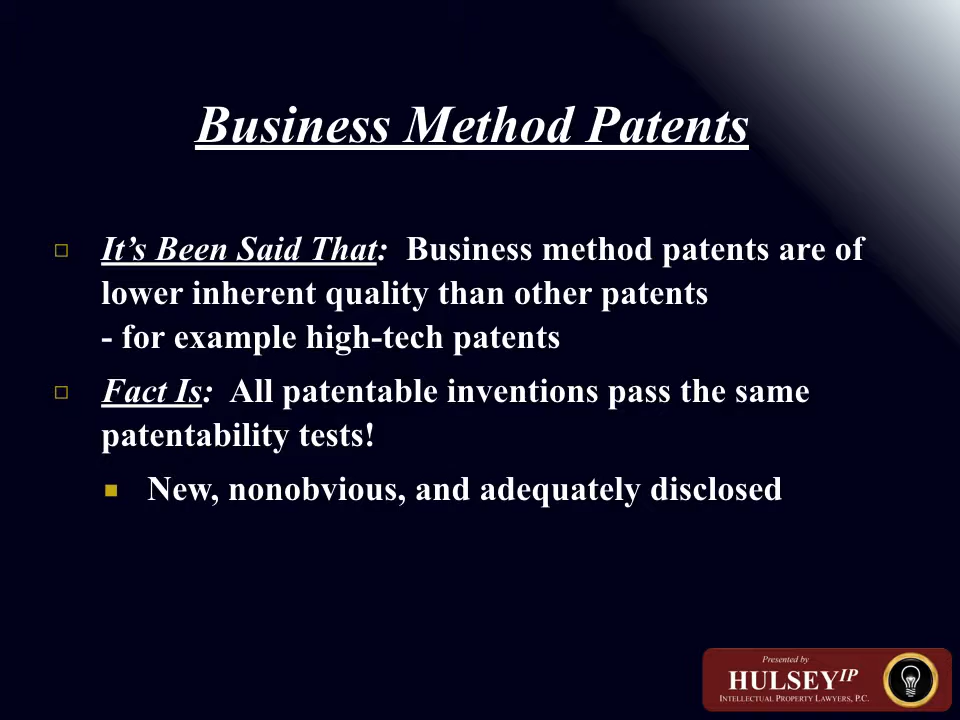 Business Method Patents
It’s Been Said That: Business method patents are of
lower inherent quality than other patents
- for example high-tech patents
Fact Is: All patentable inventions pass the same
patentability tests!
New, nonobvious, and adequately disclosed
Presented by
HULSEY IP
INTELLECTUAL PROPERTY LAWYERS, P.C.